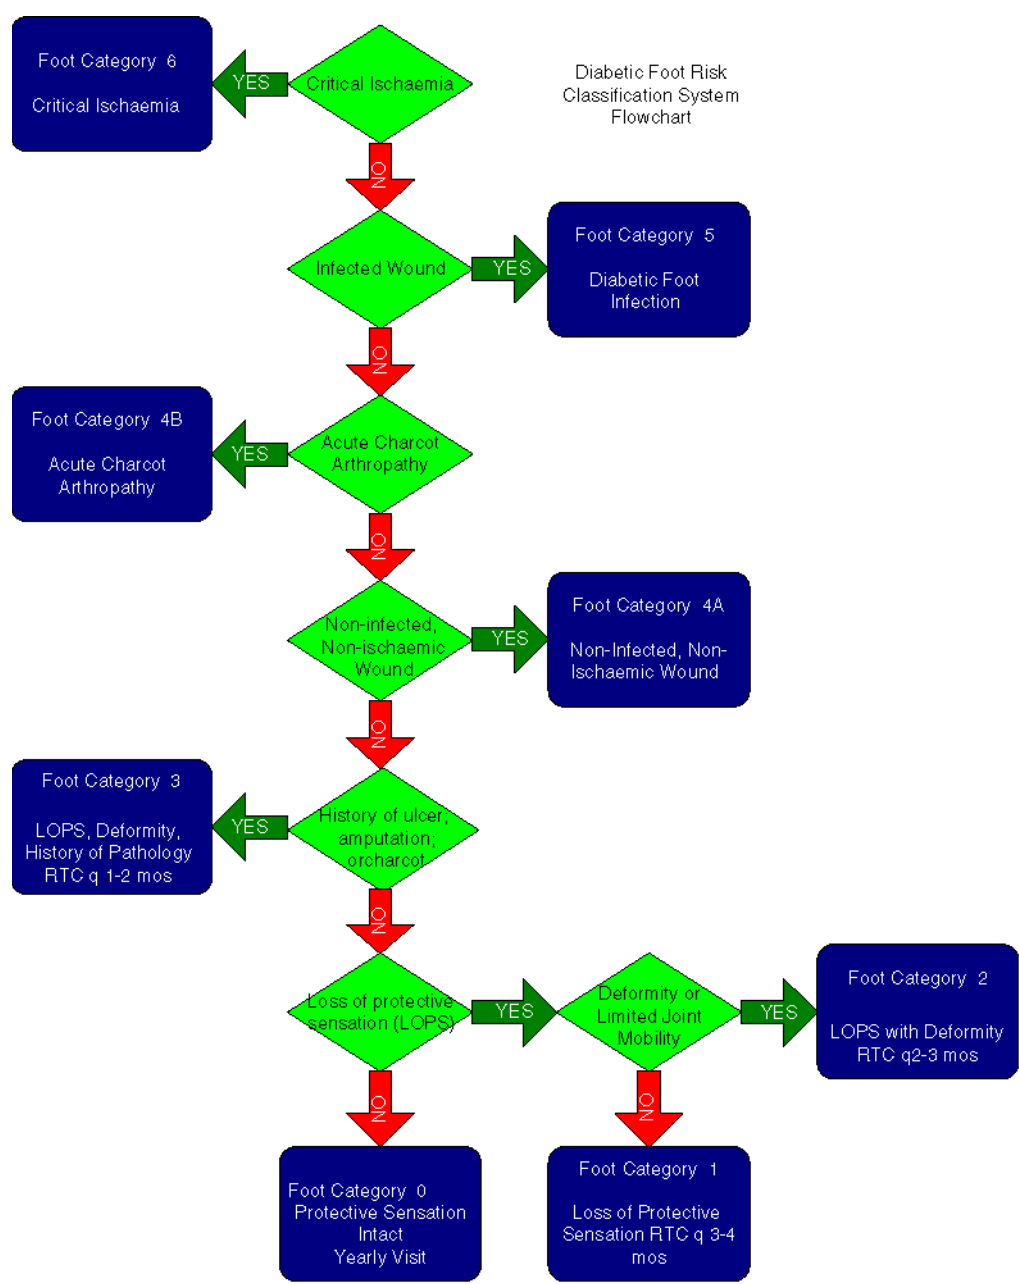 Foot Category 6
Critical Ischaemia
YES
Critical Ischaemia
Diabetic Foot Risk
Classification System
Flowchart
NO
Infected Wound
YES
Foot Category 5
Diabetic Foot
Infection
NO
Foot Category 4B
Acute Charcot
Arthropathy
YES
Acute Charcot
Arthropathy
NO
Non-infected,
Non-ischaemic
Wound
YES
Foot Category 4A
Non-Infected, Non-
Ischaemic Wound
NO
Foot Category 3
LOPS, Deformity,
History of Pathology
RTC q 1-2 mos
YES
History of ulcer;
amputation;
orcharcot
NO
Loss of protective
sensation (LOPS)
YES
Deformity or
Limited Joint
Mobility
YES
Foot Category 2
LOPS with Deformity
RTC q2-3 mos
NO
NO
Foot Category 0
Protective Sensation
Intact
Yearly Visit
Foot Category 1
Loss of Protective
Sensation RTC q 3-4
mos